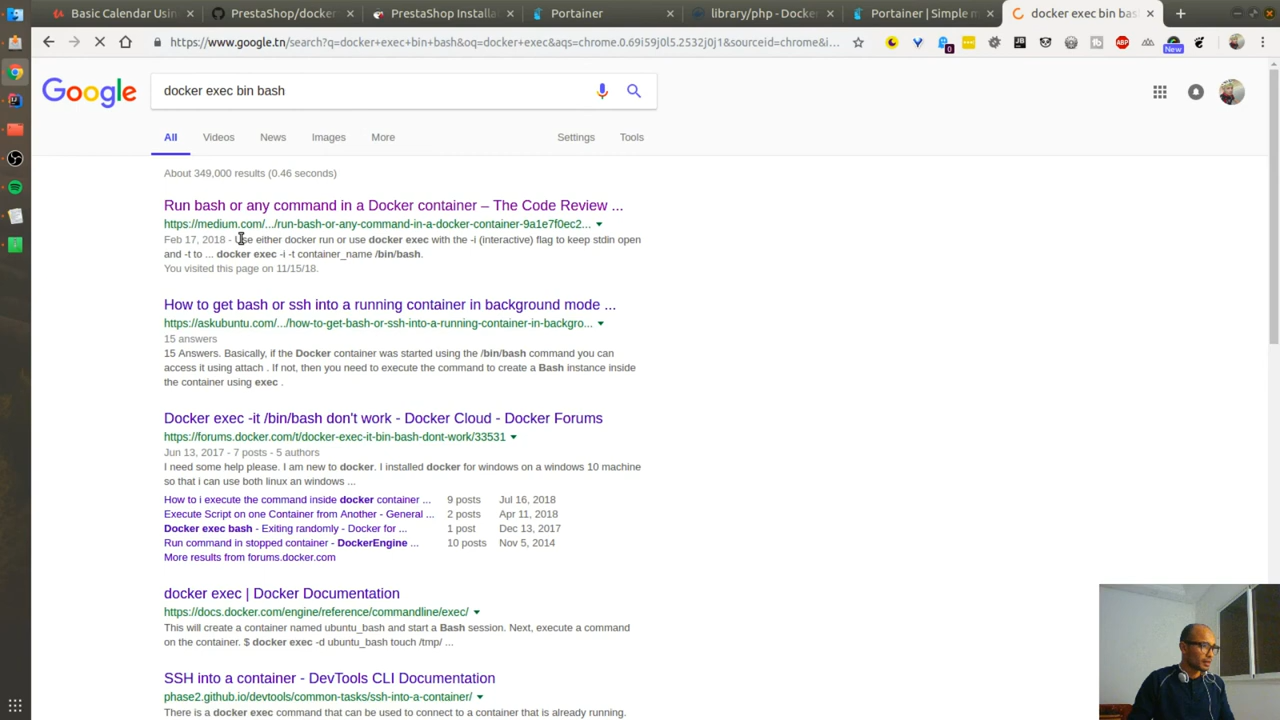 Basic Calendar Usin
PrestaShop/docker
PrestaShop Installa
Portainer
library/php - Docke
Portainer | Simple m
docker exec bin bas
https://www.google.tn/search?q=docker+exec+bin+bash&oq=docker+exec&aqs=chrome.0.69i59j0l5.2532j0j1&sourceid=chrome&i...
0
New
Google
docker exec bin bash
All
Videos
News
Images
More
Settings
Tools
About 349,000 results (0.46 seconds)
Run bash or any command in a Docker container – The Code Review ...
https://medium.com/.../run-bash-or-any-command-in-a-docker-container-9a1e7f0ec2...
Feb 17, 2018 - Use either docker run or use docker exec with the -i (interactive) flag to keep stdin open
and -t to ... docker exec -i -t container_name /bin/bash.
You visited this page on 11/15/18.
How to get bash or ssh into a running container in background mode ...
https://askubuntu.com/.../how-to-get-bash-or-ssh-into-a-running-container-in-backgro...
15 answers
15 Answers. Basically, if the Docker container was started using the /bin/bash command you can
access it using attach . If not, then you need to execute the command to create a Bash instance inside
the container using exec .
Docker exec -it /bin/bash don't work - Docker Cloud - Docker Forums
https://forums.docker.com/t/docker-exec-it-bin-bash-dont-work/33531
Jun 13, 2017 - 7 posts - 5 authors
I need some help please. I am new to docker. I installed docker for windows on a windows 10 machine
so that i can use both linux an windows ...
How to i execute the command inside docker container ... 9 posts Jul 16, 2018
Execute Script on one Container from Another - General ... 2 posts Apr 11, 2018
Docker exec bash - Exiting randomly - Docker for ... 1 post Dec 13, 2017
Run command in stopped container - DockerEngine ... 10 posts Nov 5, 2014
More results from forums.docker.com
docker exec | Docker Documentation
https://docs.docker.com/engine/reference/commandline/exec/
This will create a container named ubuntu_bash and start a Bash session. Next, execute a command
on the container. $ docker exec -d ubuntu_bash touch /tmp/ ...
SSH into a container - DevTools CLI Documentation
phase2.github.io/devtools/common-tasks/ssh-into-a-container/
There is a docker exec command that can be used to connect to a container that is already running.